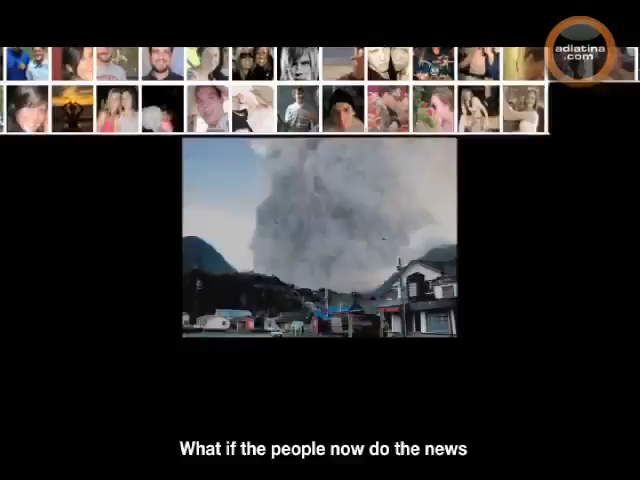 adlatina
.com
What if the people now do the news